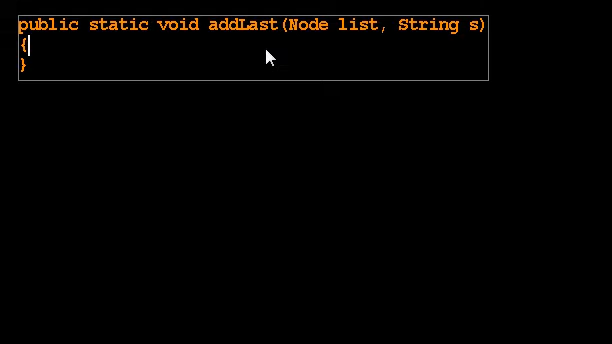 public static void addLast(Node list, String s)
{
}